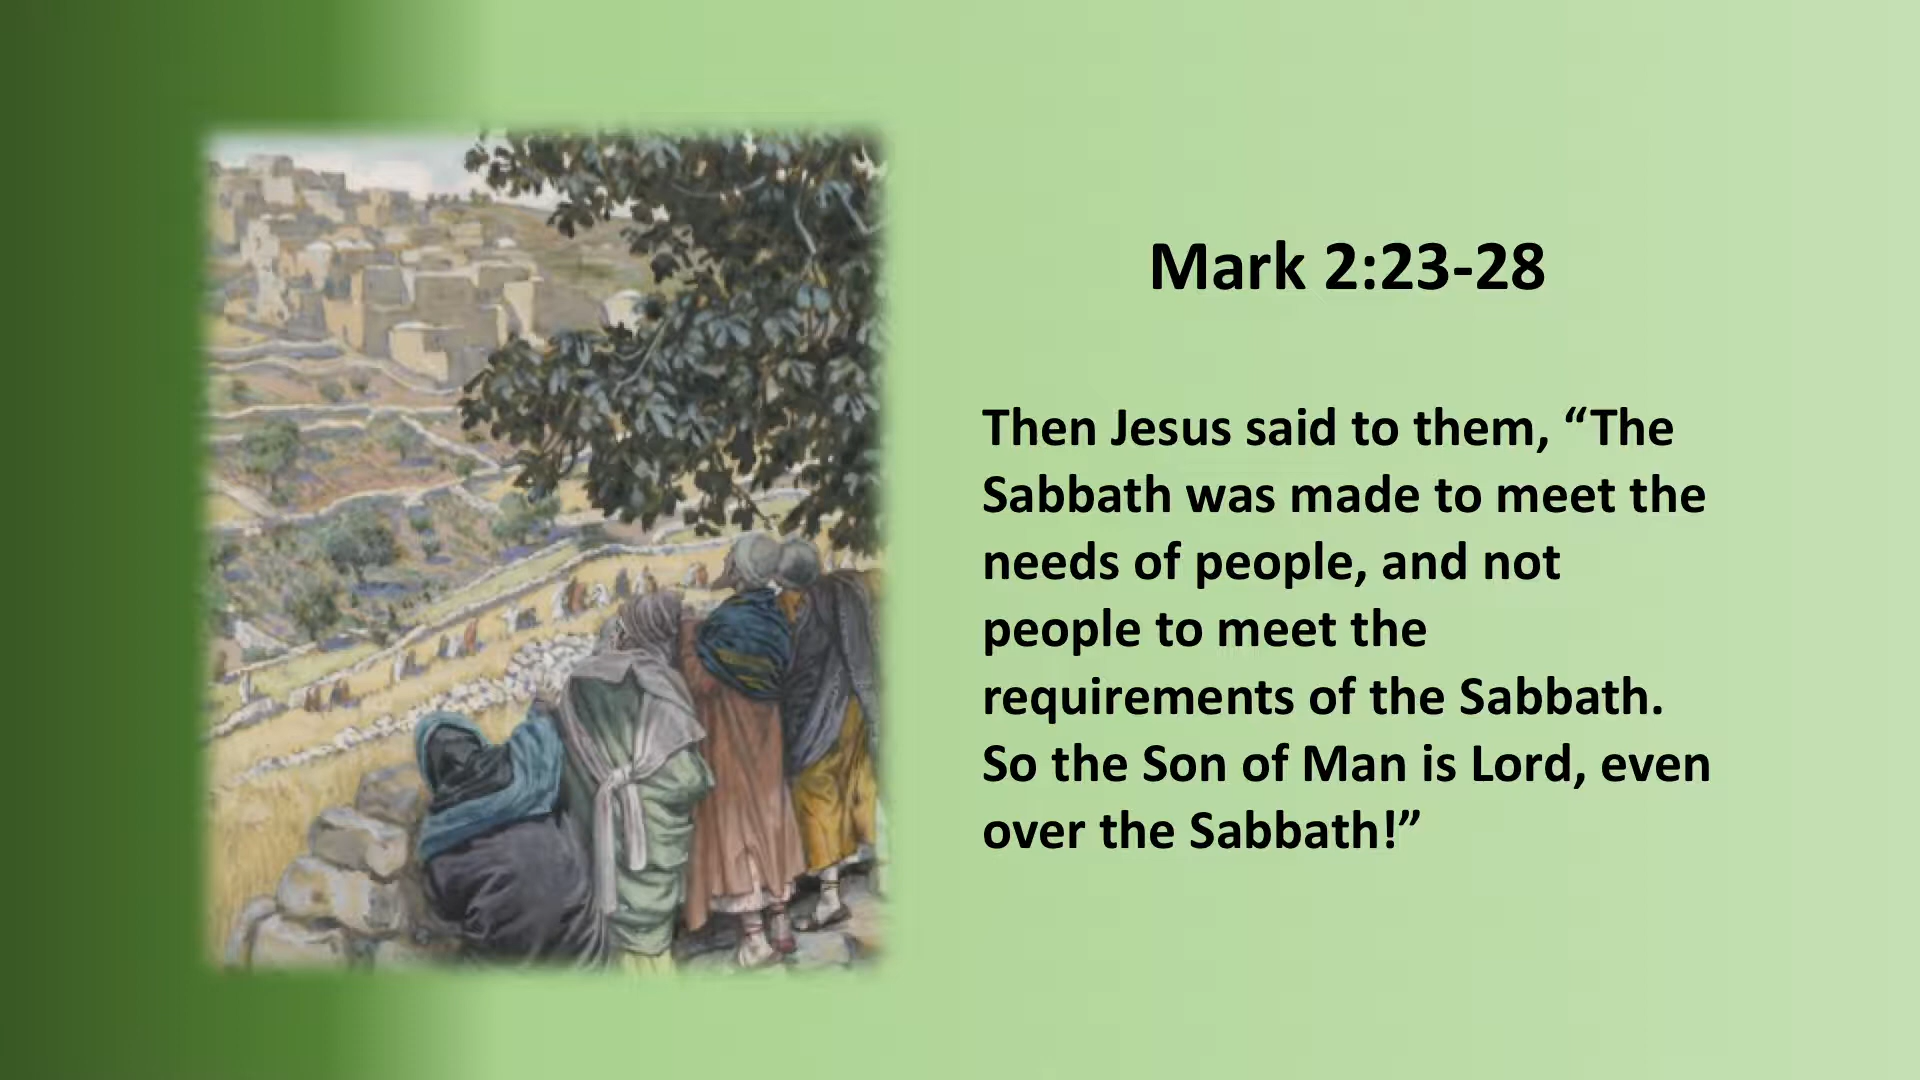 Mark 2:23-28
Then Jesus said to them, “The
Sabbath was made to meet the
needs of people, and not
people to meet the
requirements of the Sabbath.
So the Son of Man is Lord, even
over the Sabbath!”